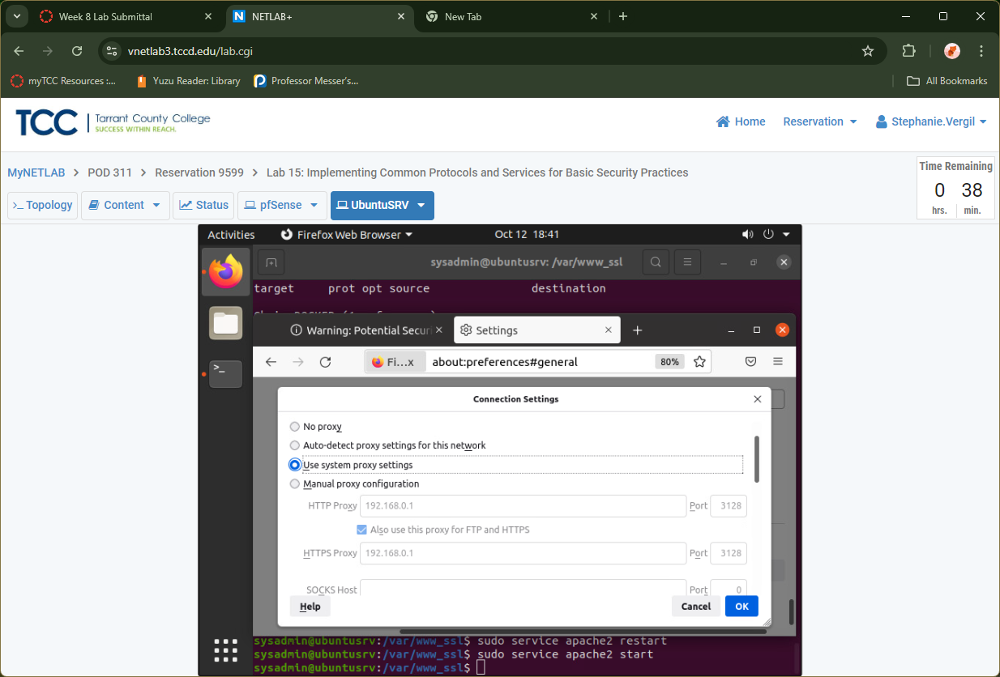 Week 8 Lab Submittal
NETLAB+
New Tab
vnetlab3.tccd.edu/lab.cgi
myTCC Resources :...
Yuzu Reader: Library
Professor Messer's...
All Bookmarks
TCC Tarrant County College
SUCCESS WITHIN REACH.
Home
Reservation
Stephanie.Vergil
MyNETLAB > POD 311 > Reservation 9599 > Lab 15: Implementing Common Protocols and Services for Basic Security Practices
Time Remaining
0 38
hrs. min.
>_ Topology
Content
Status
pfSense
UbuntuSRV
Activities
Firefox Web Browser
Oct 12 18:41
sysadmin@ubuntusrv: /var/www_ssl
target prot opt source destination
Warning: Potential Securi
Settings
Fi...x
about:preferences#general
80%
Connection Settings
No proxy
Auto-detect proxy settings for this network
Use system proxy settings
Manual proxy configuration
HTTP Proxy 192.168.0.1 Port 3128
Also use this proxy for FTP and HTTPS
HTTPS Proxy 192.168.0.1 Port 3128
SOCKS Host Port 0
Help
Cancel
OK
sysadmin@ubuntusrv:/var/www_ssl$ sudo service apache2 restart
sysadmin@ubuntusrv:/var/www_ssl$ sudo service apache2 start
sysadmin@ubuntusrv:/var/www_ssl$